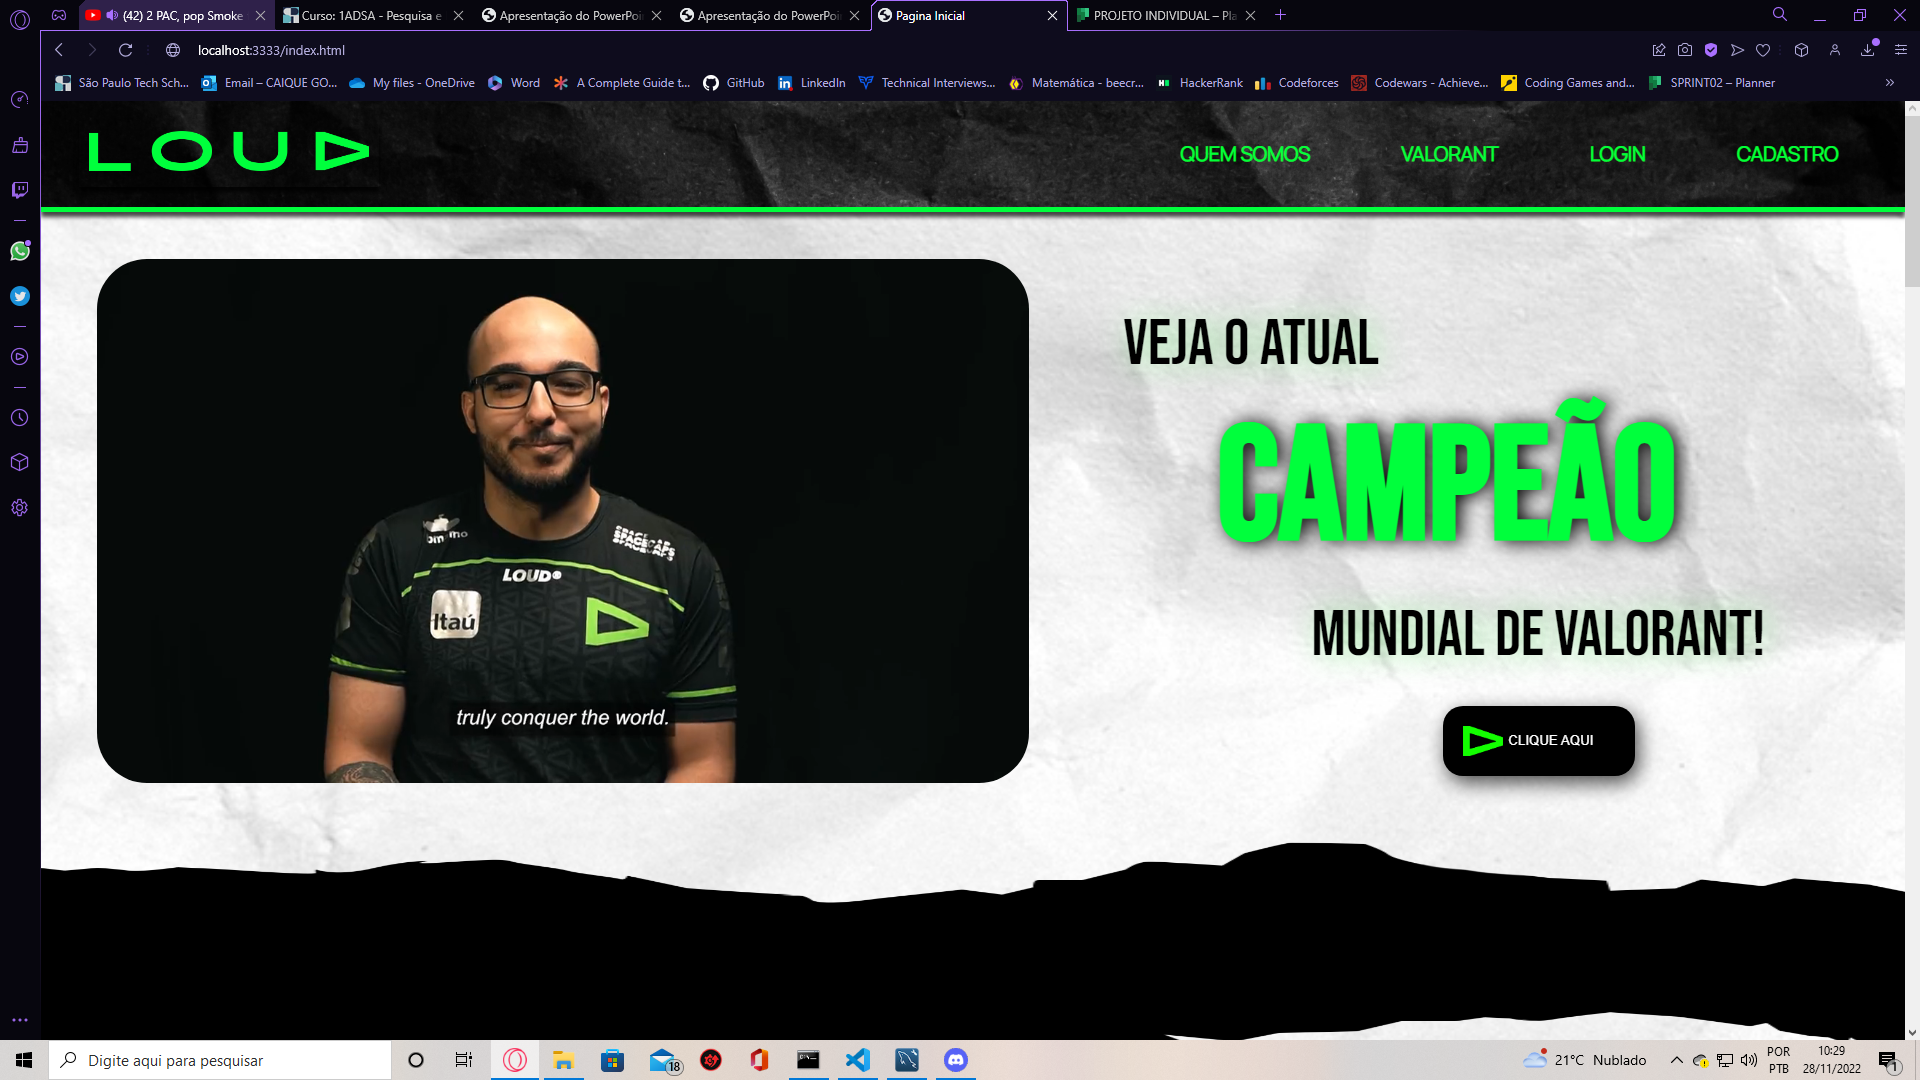 (42) 2 PAC, pop Smoke
Curso: 1ADSA - Pesquisa e
Apresentação do PowerPoi
Apresentação do PowerPoi
Pagina Inicial
PROJETO INDIVIDUAL – Pla
localhost:3333/index.html
São Paulo Tech Sch...
Email – CAIQUE GO...
My files - OneDrive
Word
A Complete Guide t...
GitHub
LinkedIn
Technical Interviews...
Matemática - beecr...
HackerRank
Codeforces
Codewars - Achieve...
Coding Games and...
SPRINT02 – Planner
LOUD
QUEM SOMOS
VALORANT
LOGIN
CADASTRO
VEJA O ATUAL
CAMPEÃO
MUNDIAL DE VALORANT!
CLIQUE AQUI
SPACECAPS
LOUD®
Itaú
truly conquer the world.
Digite aqui para pesquisar
18
21°C Nublado
POR
PTB
10:29
28/11/2022
1